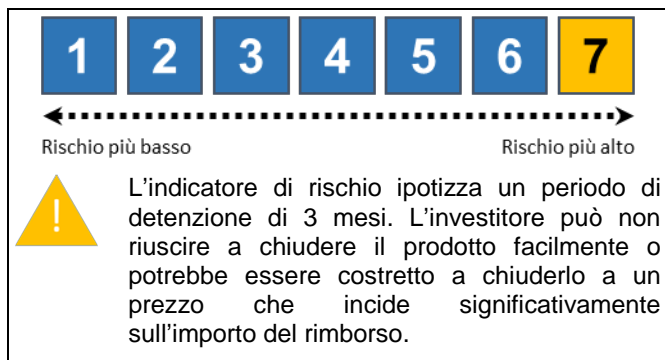 1 2 3 4 5 6 7
Rischio più basso Rischio più alto
!
L'indicatore di rischio ipotizza un periodo di
detenzione di 3 mesi. L'investitore può non
riuscire a chiudere il prodotto facilmente o
potrebbe essere costretto a chiuderlo a un
prezzo che incide significativamente
sull'importo del rimborso.